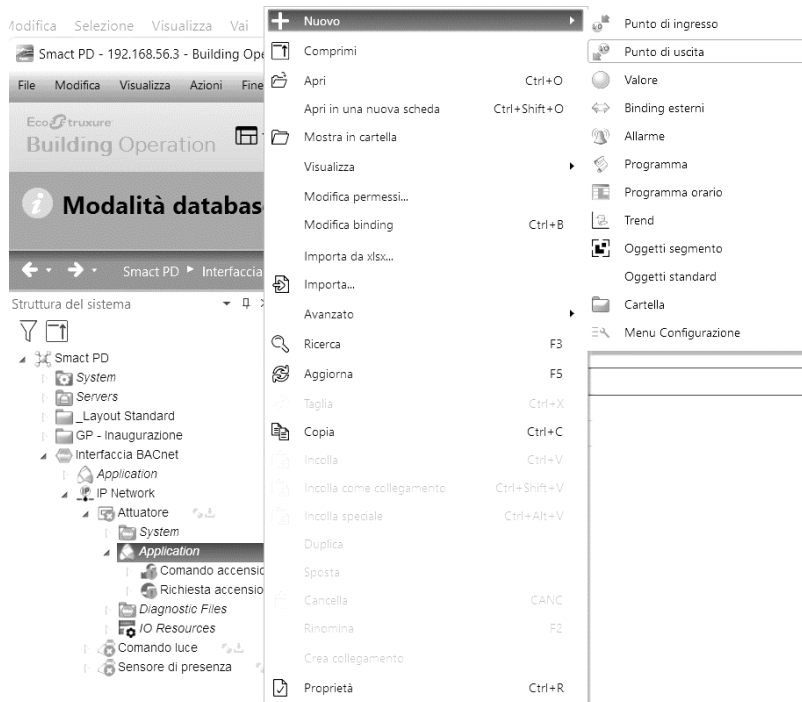 Modifica Selezione Visualizza Vai
Smact PD - 192.168.56.3 - Building Ope
File Modifica Visualizza Azioni Fine
EcoStruxure
Building Operation
Modalità databas
Smact PD Interfaccia
Struttura del sistema
Smact PD
System
Servers
_Layout Standard
GP - Inaugurazione
Interfaccia BACnet
Application
IP Network
Attuatore
System
Application
Comando accensio
Richiesta accensio
Diagnostic Files
IO Resources
Comando luce
Sensore di presenza
Nuovo
Comprimi
Apri Ctrl+O
Apri in una nuova scheda Ctrl+Shift+O
Mostra in cartella
Visualizza
Modifica permessi...
Modifica binding Ctrl+B
Importa da xlsx...
Importa...
Avanzato
Ricerca F3
Aggiorna F5
Taglia Ctrl+X
Copia Ctrl+C
Incolla Ctrl+V
Incolla come collegamento Ctrl+Shift+V
Incolla speciale Ctrl+Alt+V
Duplica
Sposta
Cancella CANC
Rinomina F2
Crea collegamento
Proprietà Ctrl+R
Punto di ingresso
Punto di uscita
Valore
Binding esterni
Allarme
Programma
Programma orario
Trend
Oggetti segmento
Oggetti standard
Cartella
Menu Configurazione